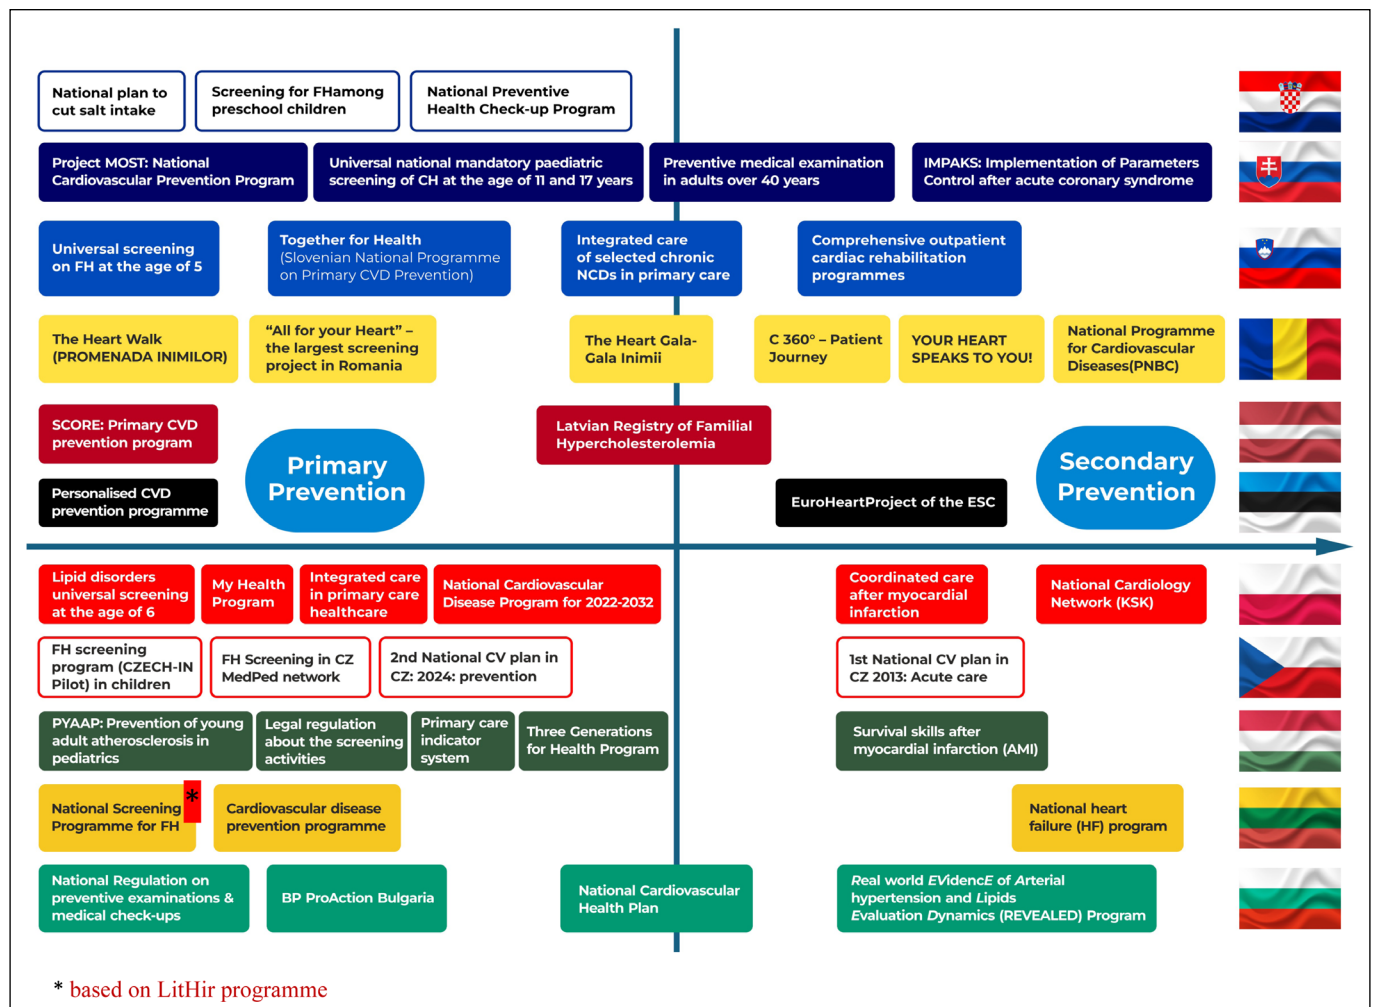 National plan to
cut salt intake
Screening for FHamong
preschool children
National Preventive
Health Check-up Program
Project MOST: National
Cardiovascular Prevention Program
Universal national mandatory paediatric
screening of CH at the age of 11 and 17 years
Preventive medical examination
in adults over 40 years
IMPAKS: Implementation of Parameters
Control after acute coronary syndrome
Universal screening
on FH at the age of 5
Together for Health
(Slovenian National Programme
on Primary CVD Prevention)
Integrated care
of selected chronic
NCDs in primary care
Comprehensive outpatient
cardiac rehabilitation
programmes
The Heart Walk
(PROMENADA INIMILOR)
“All for your Heart” –
the largest screening
project in Romania
The Heart Gala-
Gala Inimii
C 360° – Patient
Journey
YOUR HEART
SPEAKS TO YOU!
National Programme
for Cardiovascular
Diseases(PNBC)
SCORE: Primary CVD
prevention program
Latvian Registry of Familial
Hypercholesterolemia
Primary
Prevention
Secondary
Prevention
Personalised CVD
prevention programme
EuroHeartProject of the ESC
Lipid disorders
universal screening
at the age of 6
My Health
Program
Integrated care
in primary care
healthcare
National Cardiovascular
Disease Program for 2022-2032
Coordinated care
after myocardial
infarction
National Cardiology
Network (KSK)
FH screening
program (CZECH-IN
Pilot) in children
FH Screening in CZ
MedPed network
2nd National CV plan in
CZ: 2024: prevention
1st National CV plan in
CZ 2013: Acute care
PYAAP: Prevention of young
adult atherosclerosis in
pediatrics
Legal regulation
about the screening
activities
Primary care
indicator
system
Three Generations
for Health Program
Survival skills after
myocardial infarction (AMI)
National Screening
Programme for FH
*
Cardiovascular disease
prevention programme
National heart
failure (HF) program
National Regulation on
preventive examinations &
medical check-ups
BP ProAction Bulgaria
National Cardiovascular
Health Plan
Real world EVidencE of Arterial
hypertension and Lipids
Evaluation Dynamics (REVEALED) Program
* based on LitHir programme